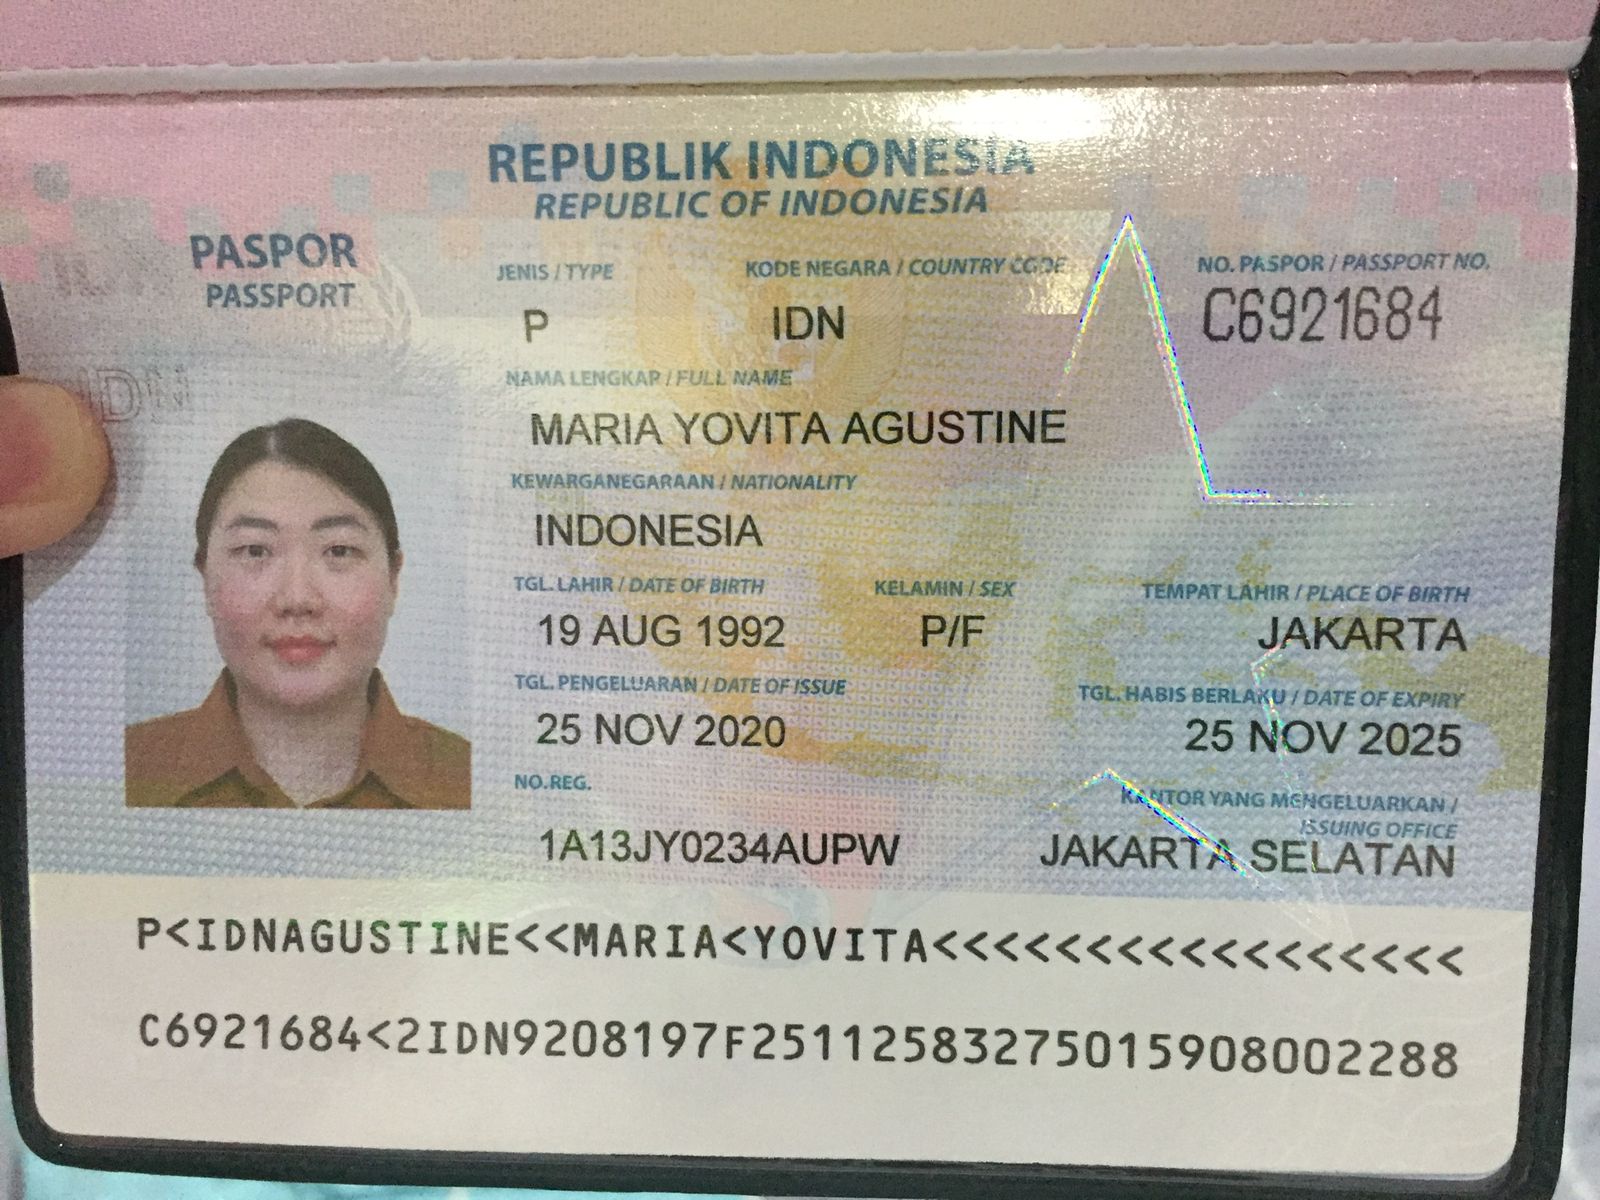 REPUBLIK INDONESIA
REPUBLIC OF INDONESIA
PASPOR
PASSPORT
JENIS / TYPE
KODE NEGARA / COUNTRY CODE
NO. PASPOR / PASSPORT NO.
P
IDN
C6921684
NAMA LENGKAP / FULL NAME
MARIA YOVITA AGUSTINE
KEWARGANEGARAAN / NATIONALITY
INDONESIA
TGL. LAHIR / DATE OF BIRTH
KELAMIN / SEX
TEMPAT LAHIR / PLACE OF BIRTH
19 AUG 1992
P/F
JAKARTA
TGL. PENGELUARAN / DATE OF ISSUE
TGL. HABIS BERLAKU / DATE OF EXPIRY
25 NOV 2020
25 NOV 2025
NO.REG.
KANTOR YANG MENGELUARKAN /
ISSUING OFFICE
1A13JY0234AUPW
JAKARTA SELATAN
IDN
P<IDNAGUSTINE<<MARIA<YOVITA<<<<<<<<<<<<<<<<<
C6921684<2IDN9208197F25112583275015908002288